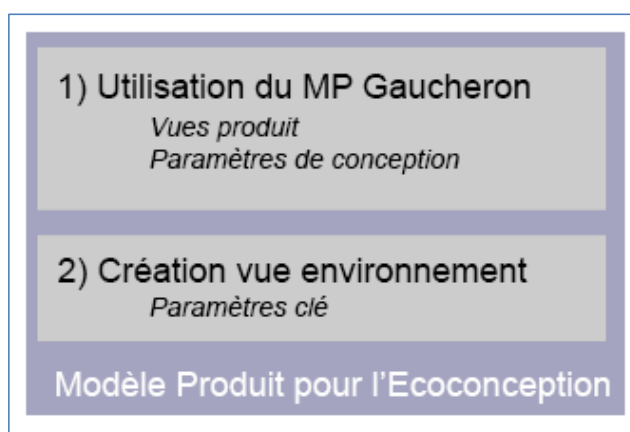 1) Utilisation du MP Gaucheron
Vues produit
Paramètres de conception
2) Création vue environnement
Paramètres clé
Modèle Produit pour l'Ecoconception